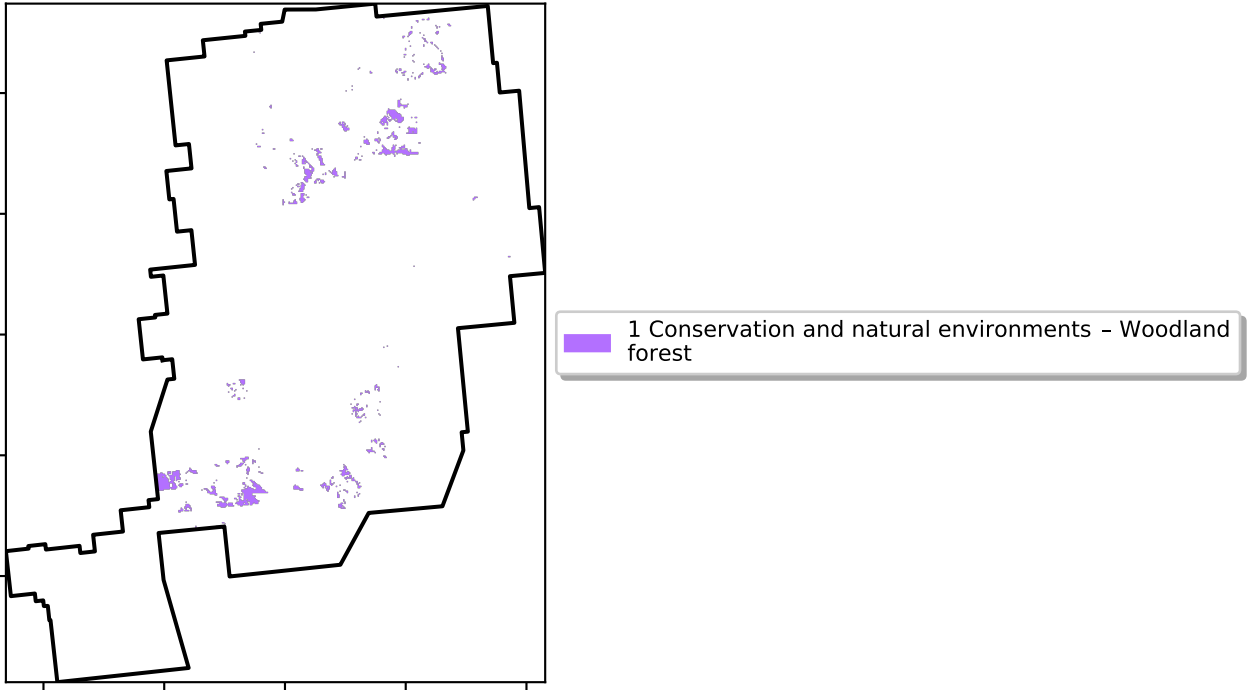 1 Conservation and natural environments – Woodland
forest